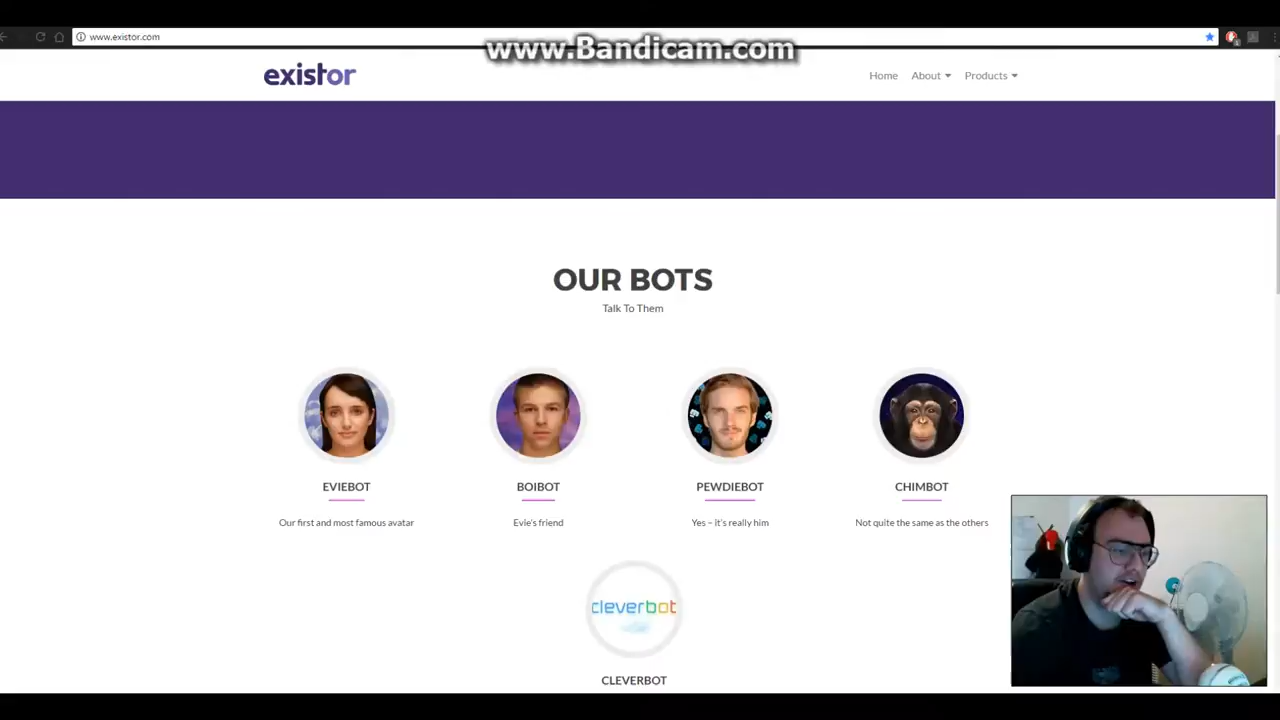 www.Bandicam.com
www.existor.com
existor
Home About Products
OUR BOTS
Talk To Them
EVIEBOT BOIBOT PEWDIEBOT CHIMBOT
Our first and most famous avatar Evie's friend Yes – it's really him Not quite the same as the others
cleverbot
CLEVERBOT